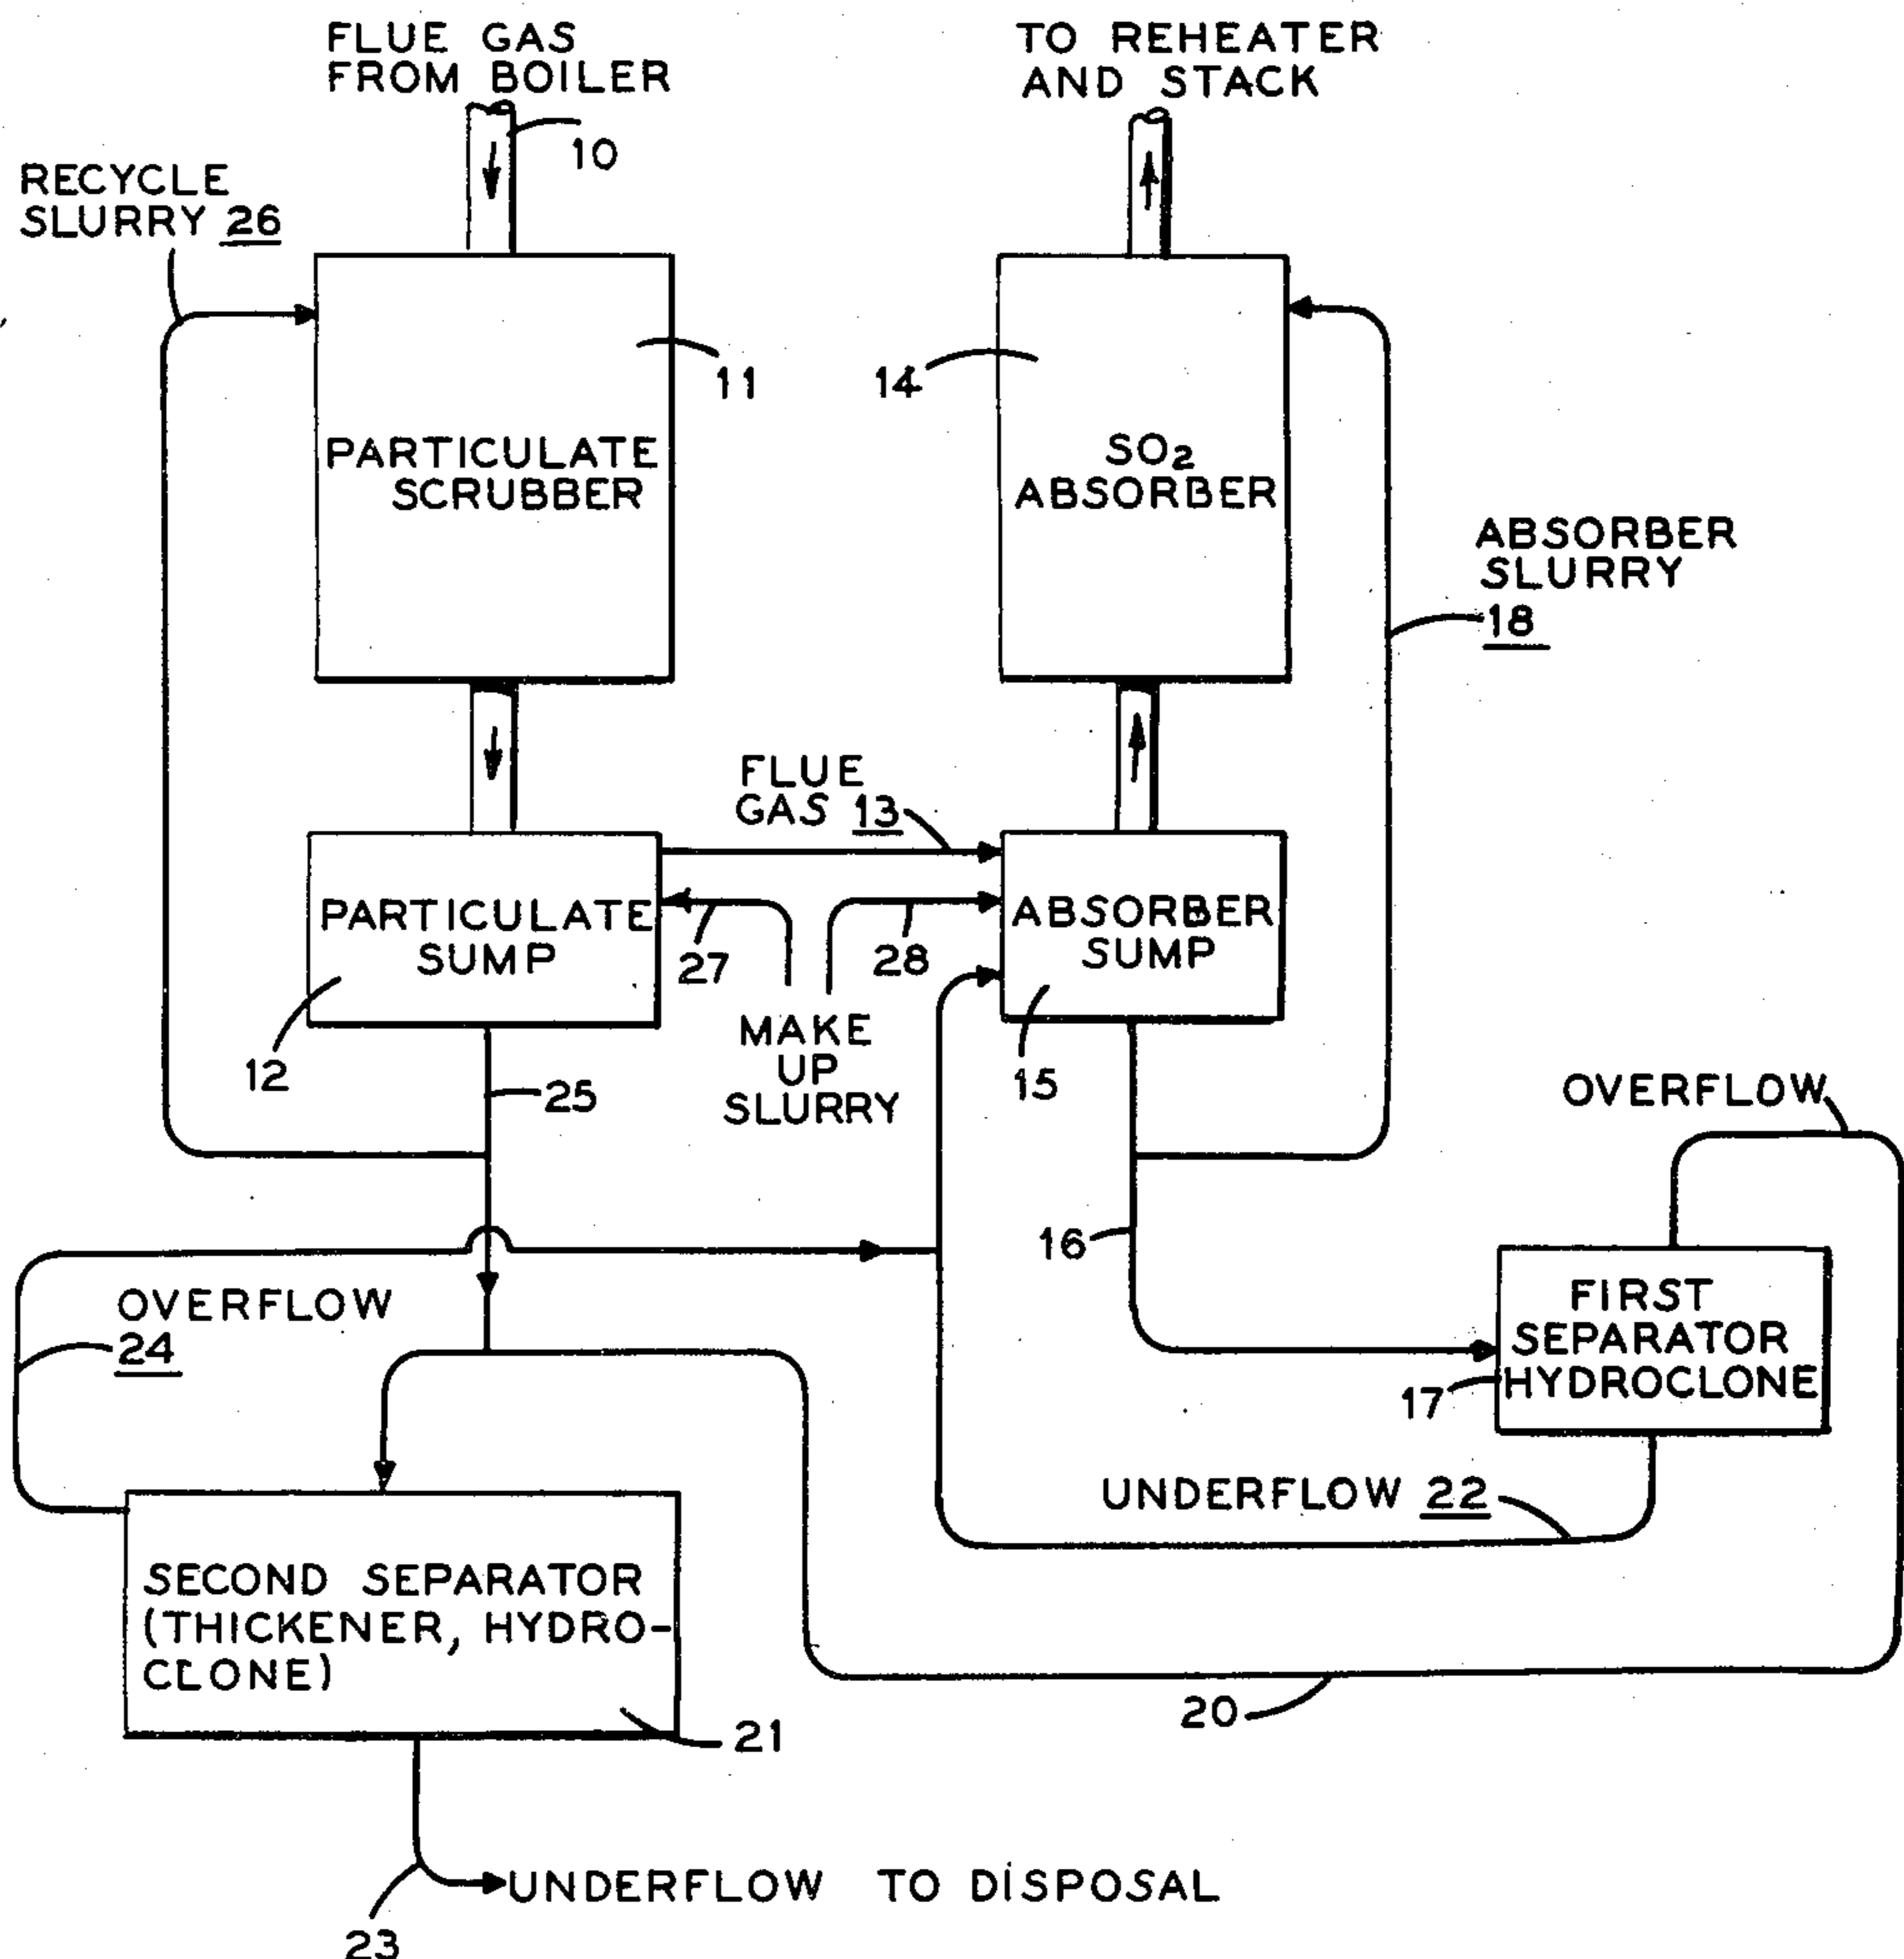 FLUE GAS
FROM BOILER
TO REHEATER
AND STACK
10
RECYCLE
SLURRY 26
11
14
PARTICULATE
SCRUBBER
SO₂
ABSORBER
ABSORBER
SLURRY
18
FLUE
GAS 13
PARTICULATE
SUMP
27
28
ABSORBER
SUMP
12
25
MAKE
UP
SLURRY
15
OVERFLOW
16
OVERFLOW
24
FIRST
SEPARATOR
HYDROCLONE
17
UNDERFLOW 22
SECOND SEPARATOR
(THICKENER, HYDRO-
CLONE)
20
21
UNDERFLOW TO DISPOSAL
23